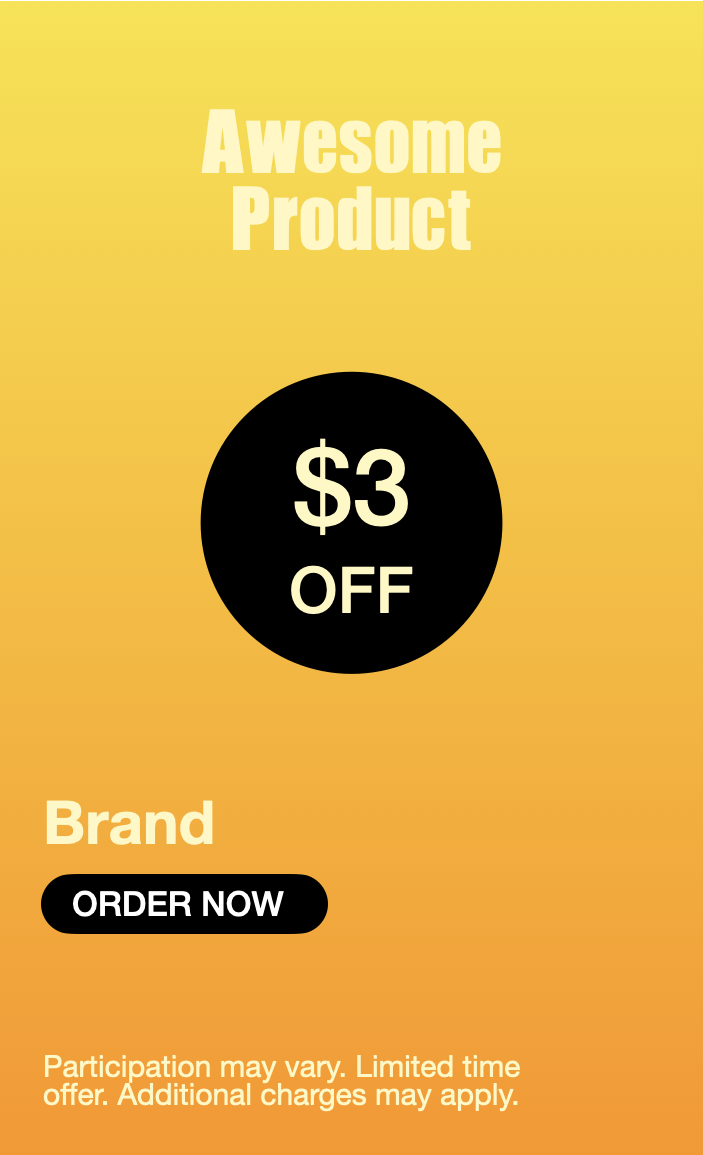 Awesome
Product
$3
OFF
Brand
ORDER NOW
Participation may vary. Limited time
offer. Additional charges may apply.